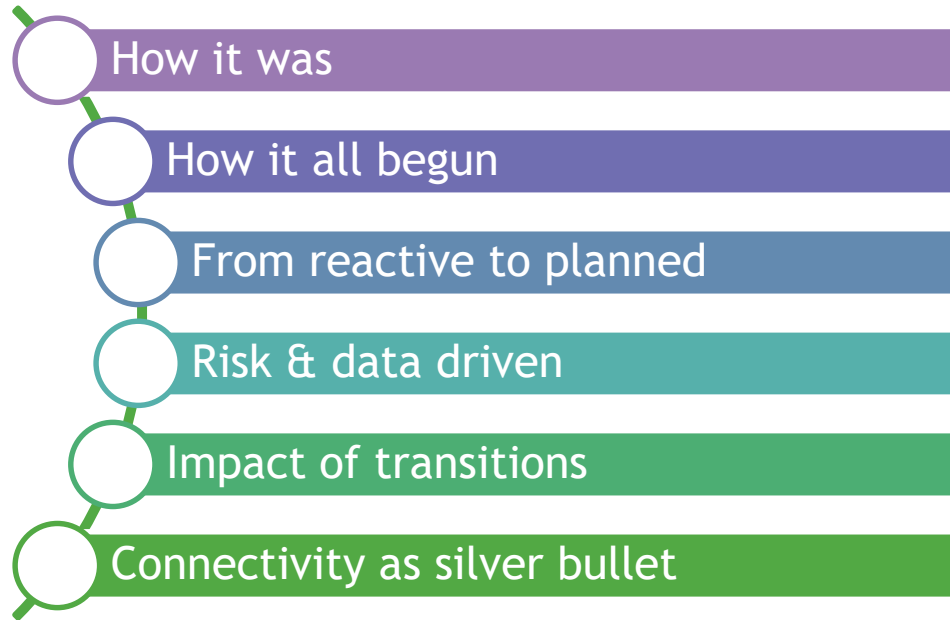 How it was
How it all begun
From reactive to planned
Risk & data driven
Impact of transitions
Connectivity as silver bullet